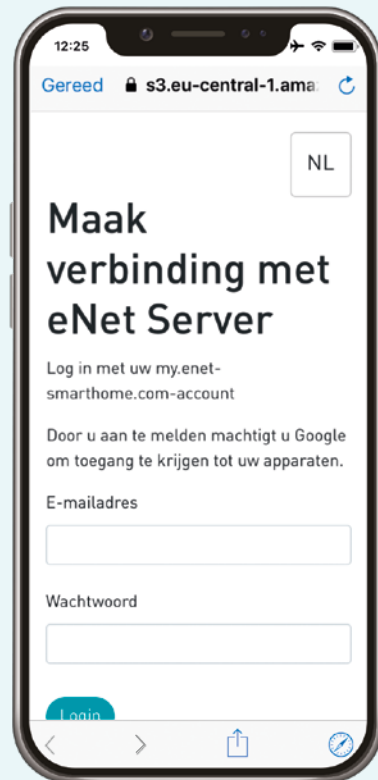 12:25
Gereed s3.eu-central-1.ama
NL
Maak
verbinding met
eNet Server
Log in met uw my.enet-
smarthome.com-account
Door u aan te melden machtigt u Google
om toegang te krijgen tot uw apparaten.
E-mailadres
Wachtwoord
Login